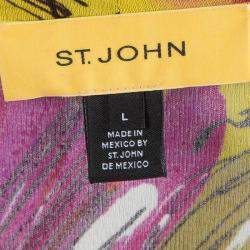 ST. JOHN
L
MADE IN
MEXICO BY
ST. JOHN
DE MEXICO